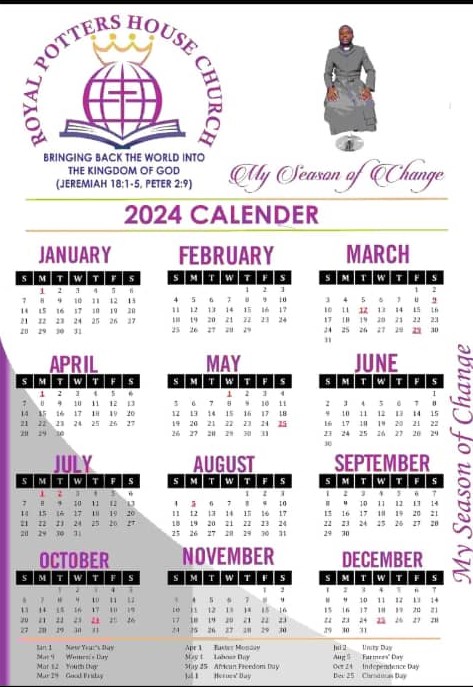 ROYAL POTTERS HOUSE CHURCH
BRINGING BACK THE WORLD INTO
THE KINGDOM OF GOD
(JEREMIAH 18:1-5, PETER 2:9)
My Season of Change
2024 CALENDER
JANUARY
S M T W T F S
1 2 3 4 5 6
7 8 9 10 11 12 13
14 15 16 17 18 19 20
21 22 23 24 25 26 27
28 29 30 31
FEBRUARY
S M T W T F S
1 2 3
4 5 6 7 8 9 10
11 12 13 14 15 16 17
18 19 20 21 22 23 24
25 26 27 28 29
MARCH
S M T W T F S
1 2
3 4 5 6 7 8 9
10 11 12 13 14 15 16
17 18 19 20 21 22 23
24 25 26 27 28 29 30
31
APRIL
S M T W T F S
1 2 3 4 5 6
7 8 9 10 11 12 13
14 15 16 17 18 19 20
21 22 23 24 25 26 27
28 29 30
MAY
S M T W T F S
1 2 3 4
5 6 7 8 9 10 11
12 13 14 15 16 17 18
19 20 21 22 23 24 25
26 27 28 29 30 31
JUNE
S M T W T F S
1
2 3 4 5 6 7 8
9 10 11 12 13 14 15
16 17 18 19 20 21 22
23 24 25 26 27 28 29
30
JULY
S M T W T F S
1 2 3 4 5 6
7 8 9 10 11 12 13
14 15 16 17 18 19 20
21 22 23 24 25 26 27
28 29 30 31
AUGUST
S M T W T F S
1 2 3
4 5 6 7 8 9 10
11 12 13 14 15 16 17
18 19 20 21 22 23 24
25 26 27 28 29 30 31
SEPTEMBER
S M T W T F S
1 2 3 4 5 6 7
8 9 10 11 12 13 14
15 16 17 18 19 20 21
22 23 24 25 26 27 28
29 30
OCTOBER
S M T W T F S
1 2 3 4 5
6 7 8 9 10 11 12
13 14 15 16 17 18 19
20 21 22 23 24 25 26
27 28 29 30 31
NOVEMBER
S M T W T F S
1 2
3 4 5 6 7 8 9
10 11 12 13 14 15 16
17 18 19 20 21 22 23
24 25 26 27 28 29 30
DECEMBER
S M T W T F S
1 2 3 4 5 6 7
8 9 10 11 12 13 14
15 16 17 18 19 20 21
22 23 24 25 26 27 28
29 30 31
My Season of Change
Jan 1 New Year's Day
Mar 9 Women's Day
Mar 12 Youth Day
Mar 29 Good Friday
Apr 1 Easter Monday
May 1 Labour Day
May 25 African Freedom Day
Jul 1 Heroes' Day
Jul 2 Unity Day
Aug 5 Farmers' Day
Oct 24 Independence Day
Dec 25 Christmas Day